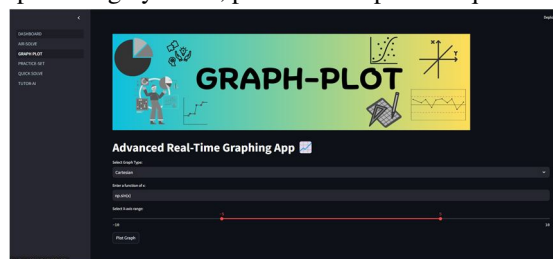 DASHBOARD
AIR-SOLVE
GRAPH-PLOT
PRACTICE-SET
QUICK SOLVE
TUTOR-AI
Deploy
GRAPH-PLOT
X
Y
Advanced Real-Time Graphing App 📈
Select Graph Type:
Cartesian
Enter a function of x:
np.sin(x)
Select X-axis range:
-10
10
Plot Graph